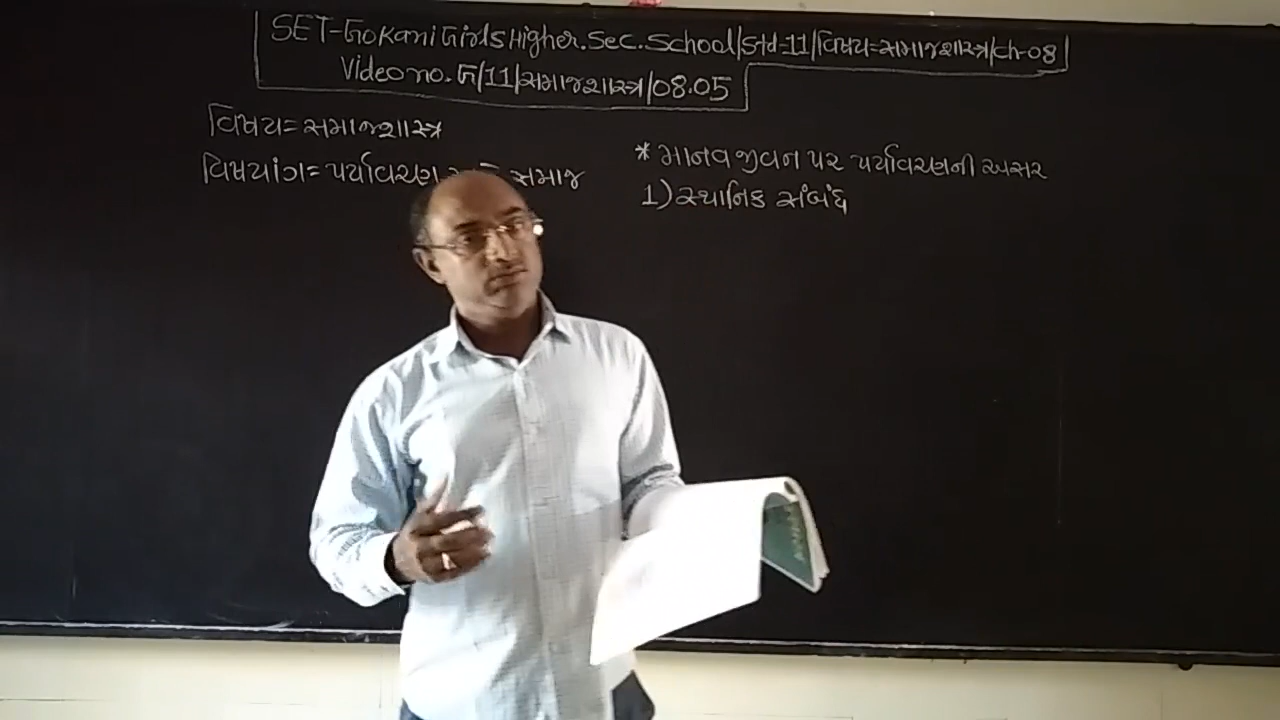 SET-Gokani Girls Higher.Sec.School/Std-11/વિષય=સમાજશાસ્ત્ર/ch-08
Video no. G/11/સમાજશાસ્ત્ર/08.05
વિષય=સમાજશાસ્ત્ર
વિષયાંગ=પર્યાવરણ સમાજ
* માનવજીવન પર પર્યાવરણની અસર
1) સ્થાનિક સંબંધ